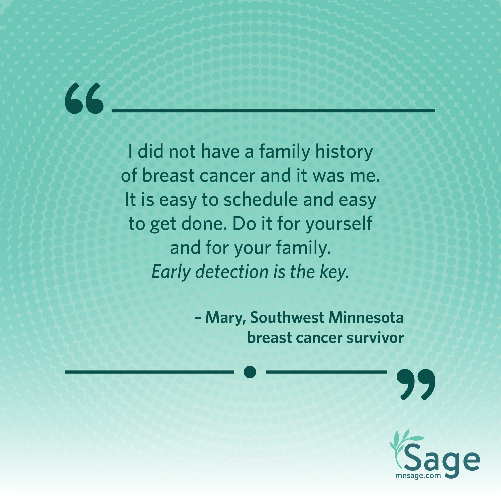 “
I did not have a family history
of breast cancer and it was me.
It is easy to schedule and easy
to get done. Do it for yourself
and for your family.
Early detection is the key.
– Mary, Southwest Minnesota
breast cancer survivor
”
Sage
mnsage.com